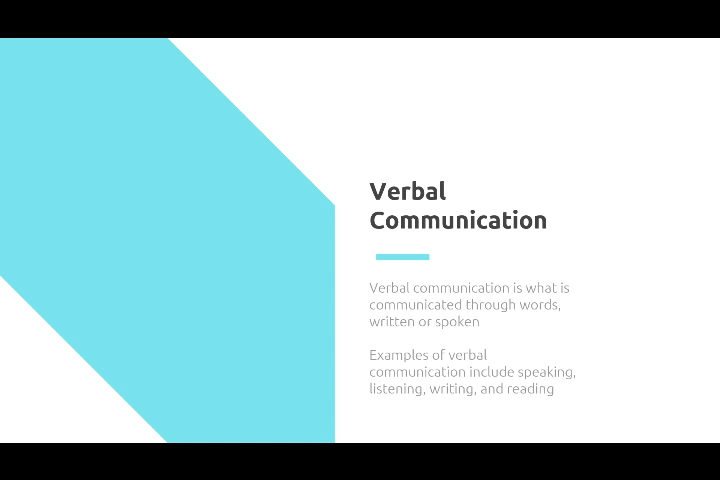 Verbal
Communication
Verbal communication is what is
communicated through words,
written or spoken
Examples of verbal
communication include speaking,
listening, writing, and reading